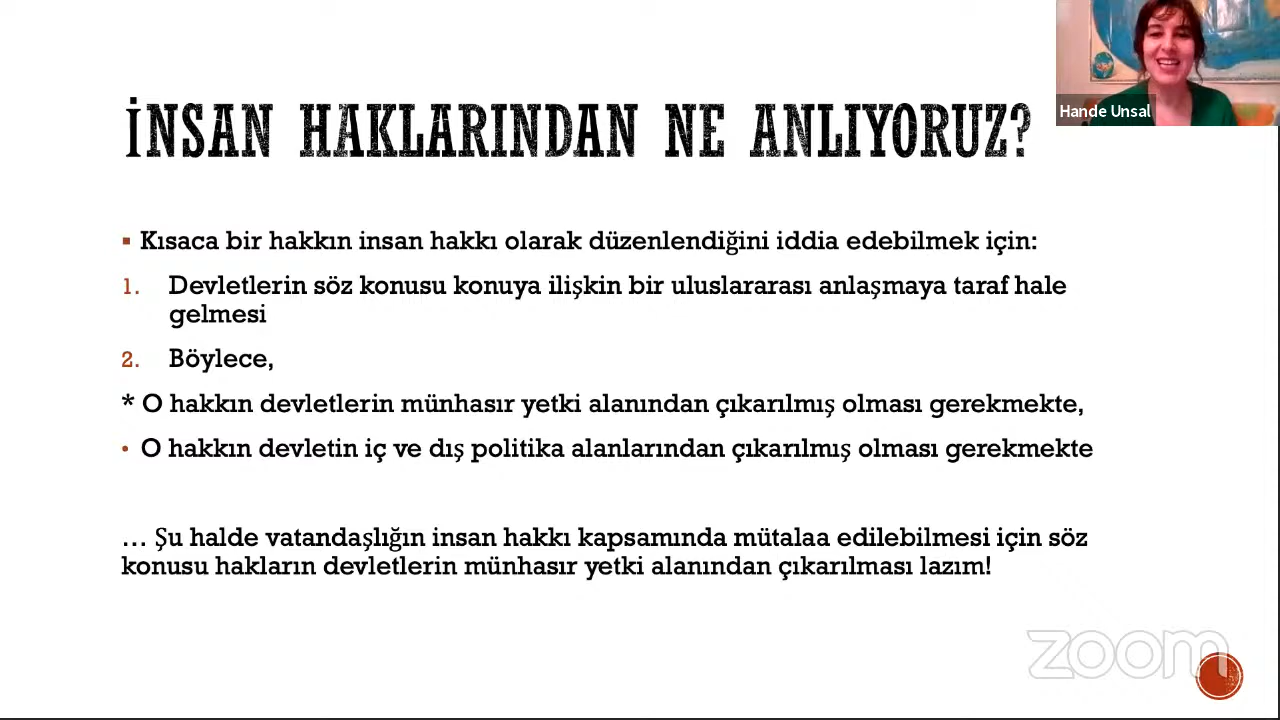 İNSAN HAKLARINDAN NE ANLIYORUZ?
Hande Unsal
▪ Kısaca bir hakkın insan hakkı olarak düzenlendiğini iddia edebilmek için:
1. Devletlerin söz konusu konuya ilişkin bir uluslararası anlaşmaya taraf hale
gelmesi
2. Böylece,
* O hakkın devletlerin münhasır yetki alanından çıkarılmış olması gerekmekte,
• O hakkın devletin iç ve dış politika alanlarından çıkarılmış olması gerekmekte
… Şu halde vatandaşlığın insan hakkı kapsamında mütalaa edilebilmesi için söz
konusu hakların devletlerin münhasır yetki alanından çıkarılması lazım!
zoom